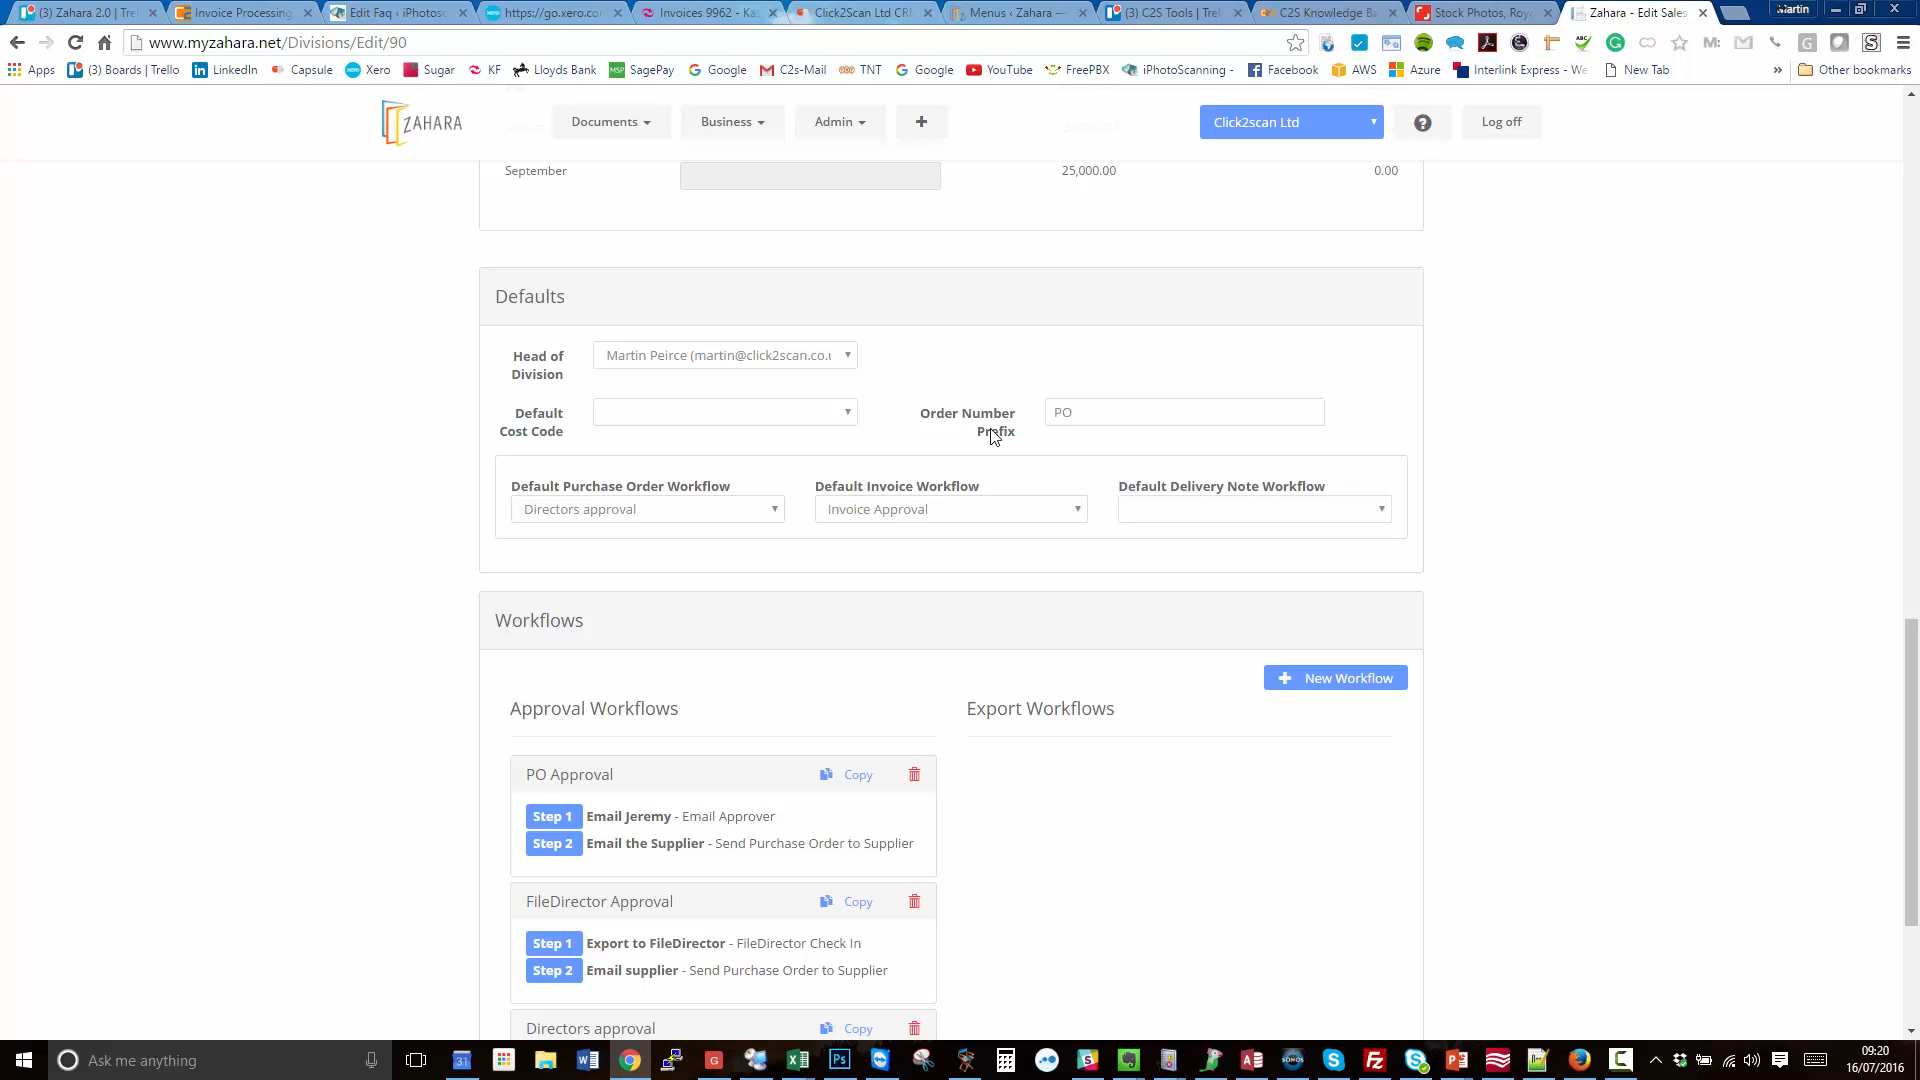 (3) Zahara 2.0 | Trel
Invoice Processing
Edit Faq ‹ iPhotosc
https://go.xero.co
Invoices 9962 - Ka
Click2Scan Ltd CR
Menus ‹ Zahara —
(3) C2S Tools | Trel
C2S Knowledge B
Stock Photos, Roy
Zahara - Edit Sales
Martin
www.myzahara.net/Divisions/Edit/90
Apps
(3) Boards | Trello
LinkedIn
Capsule
Xero
Sugar
KF
Lloyds Bank
SagePay
Google
C2s-Mail
TNT
Google
YouTube
FreePBX
iPhotoScanning -
Facebook
AWS
Azure
Interlink Express - We
New Tab
»
Other bookmarks
ZAHARA
Documents
Business
Admin
Click2scan Ltd
Log off
September
25,000.00
0.00
Defaults
Head of
Division
Martin Peirce (martin@click2scan.co.u
Default
Cost Code
Order Number
Prefix
PO
Default Purchase Order Workflow
Default Invoice Workflow
Default Delivery Note Workflow
Directors approval
Invoice Approval
Workflows
New Workflow
Approval Workflows
Export Workflows
PO Approval
Copy
Step 1 Email Jeremy - Email Approver
Step 2 Email the Supplier - Send Purchase Order to Supplier
FileDirector Approval
Copy
Step 1 Export to FileDirector - FileDirector Check In
Step 2 Email supplier - Send Purchase Order to Supplier
Directors approval
Copy
Ask me anything
09:20
16/07/2016